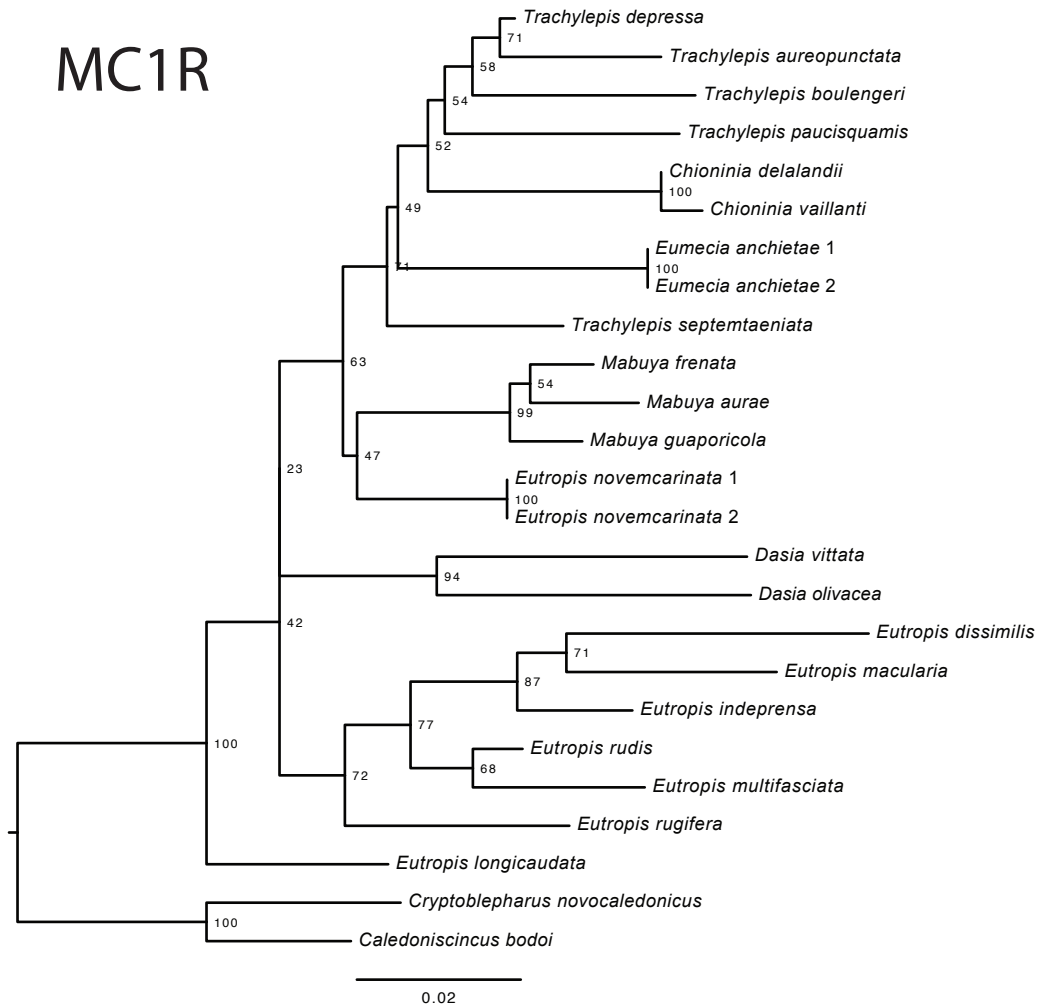 MC1R
Trachylepis depressa
71
Trachylepis aureopunctata
58
Trachylepis boulengeri
54
Trachylepis paucisquamis
52
Chioninia delalandii
100
Chioninia vaillanti
49
Eumecia anchietae 1
71
100
Eumecia anchietae 2
Trachylepis septemtaeniata
63
Mabuya frenata
54
Mabuya aurae
99
Mabuya guaporicola
47
23
Eutropis novemcarinata 1
100
Eutropis novemcarinata 2
Dasia vittata
94
Dasia olivacea
42
Eutropis dissimilis
71
Eutropis macularia
87
Eutropis indeprensa
77
Eutropis rudis
68
Eutropis multifasciata
100
72
Eutropis rugifera
Eutropis longicaudata
Cryptoblepharus novocaledonicus
100
Caledoniscincus bodoi
0.02